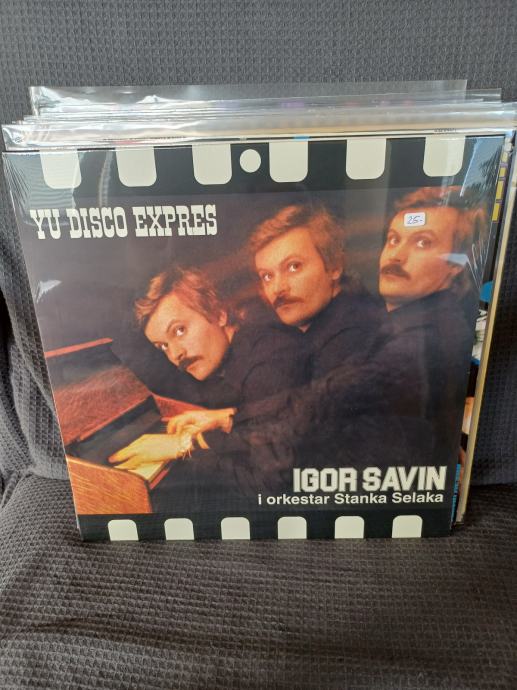 YU DISCO EXPRES
25.-
IGOR SAVIN
i orkestar Stanka Selaka